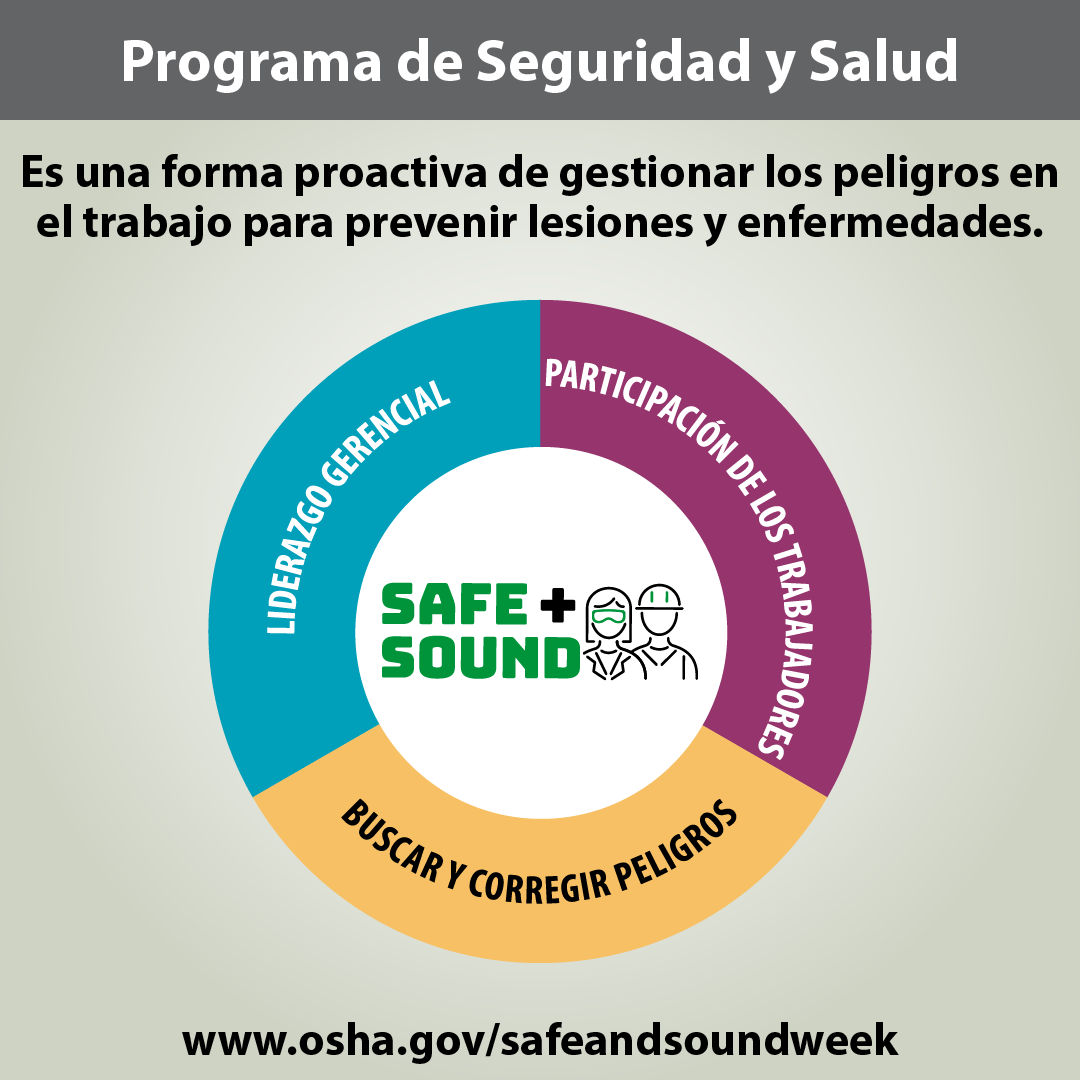 Programa de Seguridad y Salud
Es una forma proactiva de gestionar los peligros en
el trabajo para prevenir lesiones y enfermedades.
LIDERAZGO GERENCIAL
PARTICIPACIÓN DE LOS TRABAJADORES
SAFE +
SOUND
BUSCAR Y CORREGIR PELIGROS
www.osha.gov/safeandsoundweek